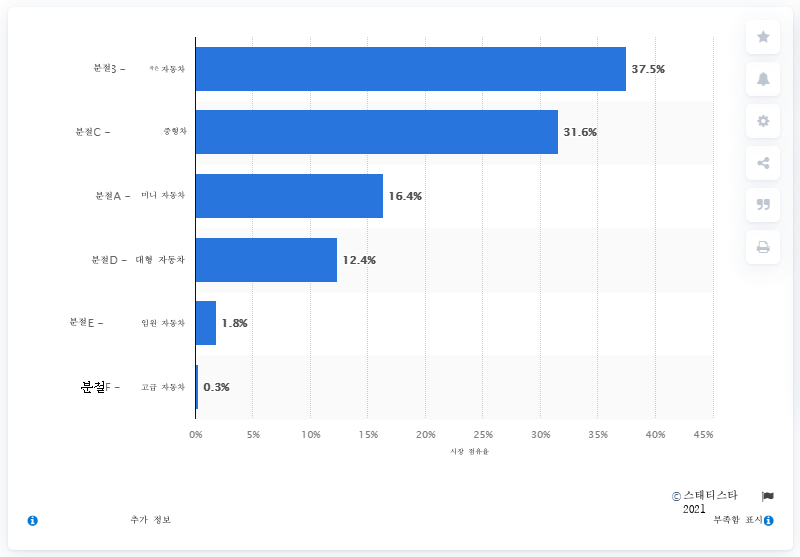 분절B – 작은 자동차
37.5%
분절C – 중형차
31.6%
분절A – 미니 자동차
16.4%
분절D – 대형 자동차
12.4%
분절E – 임원 자동차
1.8%
분절F – 고급 자동차
0.3%
0% 5% 10% 15% 20% 25% 30% 35% 40% 45%
시장 점유율
© 스태티스타
2021
추가 정보
부족함 표시